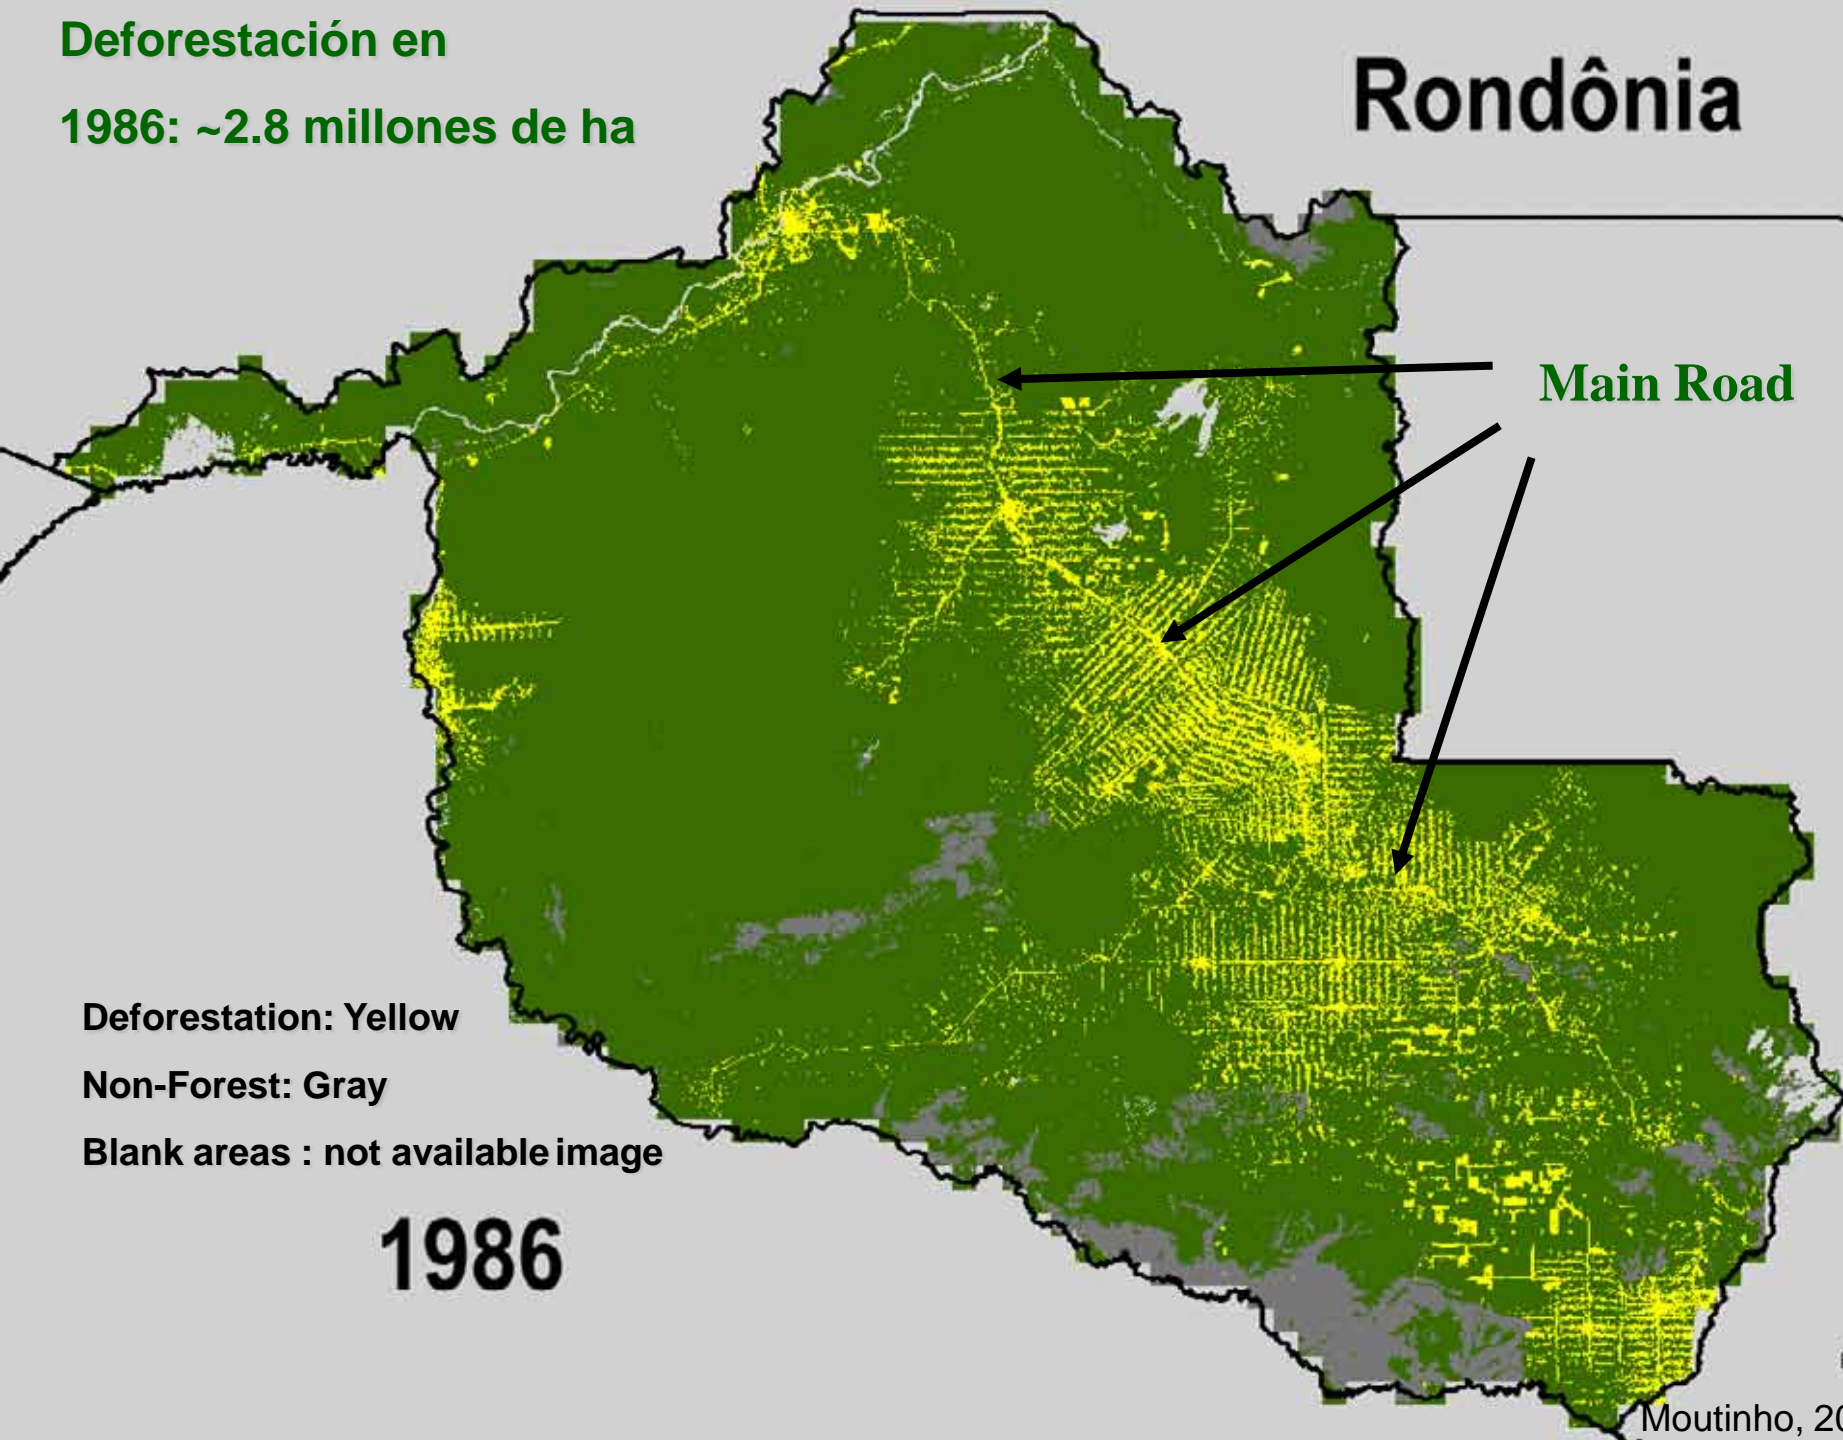 Deforestación en
1986: ~2.8 millones de ha
Rondônia
Main Road
Deforestation: Yellow
Non-Forest: Gray
Blank areas : not available image
1986
Moutinho,